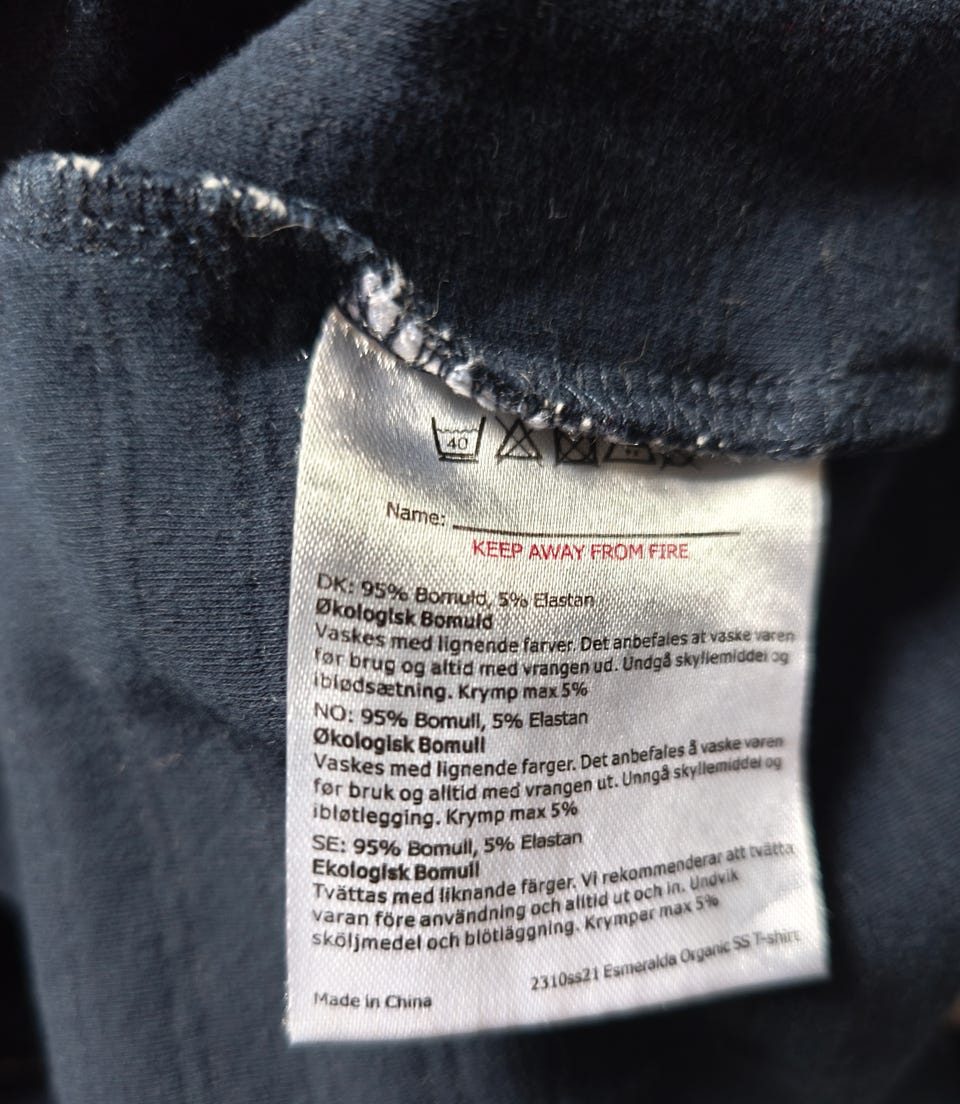 40
Name:
KEEP AWAY FROM FIRE
DK: 95% Bomuld, 5% Elastan
Økologisk Bomuld
Vaskes med lignende farver. Det anbefales at vaske varen
før brug og altid med vrangen ud. Undgå skyllemiddel og
iblødsætning. Krymp max 5%
NO: 95% Bomull, 5% Elastan
Økologisk Bomull
Vaskes med lignende farger. Det anbefales å vaske varen
før bruk og alltid med vrangen ut. Unngå skyllemiddel og
ibløtlegging. Krymp max 5%
SE: 95% Bomull, 5% Elastan
Ekologisk Bomull
Tvättas med liknande färger. Vi rekommenderar att tvätta
varan före användning och alltid ut och in. Undvik
sköljmedel och blötläggning. Krymper max 5%
2310ss21 Esmeralda Organic SS T-shirt
Made in China